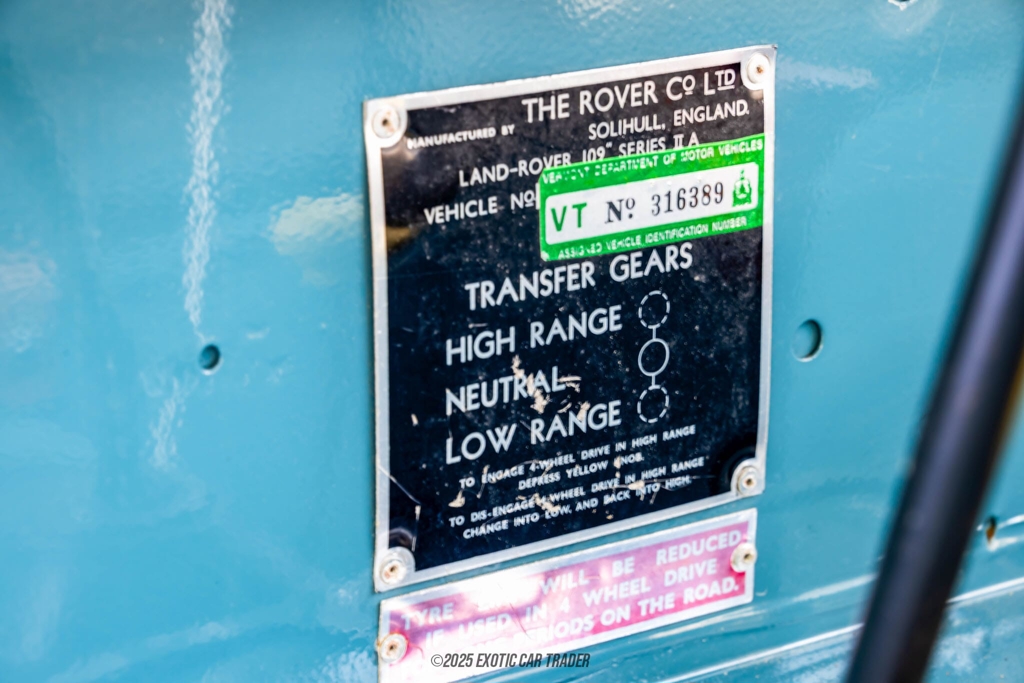 THE ROVER Cº LTD
MANUFACTURED BY SOLIHULL, ENGLAND.
LAND-ROVER 109" SERIES II A
VEHICLE Nº
VERMONT DEPARTMENT OF MOTOR VEHICLES
VT Nº 316389
ASSIGNED VEHICLE IDENTIFICATION NUMBER
TRANSFER GEARS
HIGH RANGE
NEUTRAL
LOW RANGE
TO ENGAGE 4-WHEEL DRIVE IN HIGH RANGE
DEPRESS YELLOW KNOB.
TO DIS-ENGAGE 4-WHEEL DRIVE IN HIGH RANGE
CHANGE INTO LOW, AND BACK INTO HIGH.
TYRE WILL BE REDUCED
IF USED IN 4 WHEEL DRIVE
PERIODS ON THE ROAD.
©2025 EXOTIC CAR TRADER